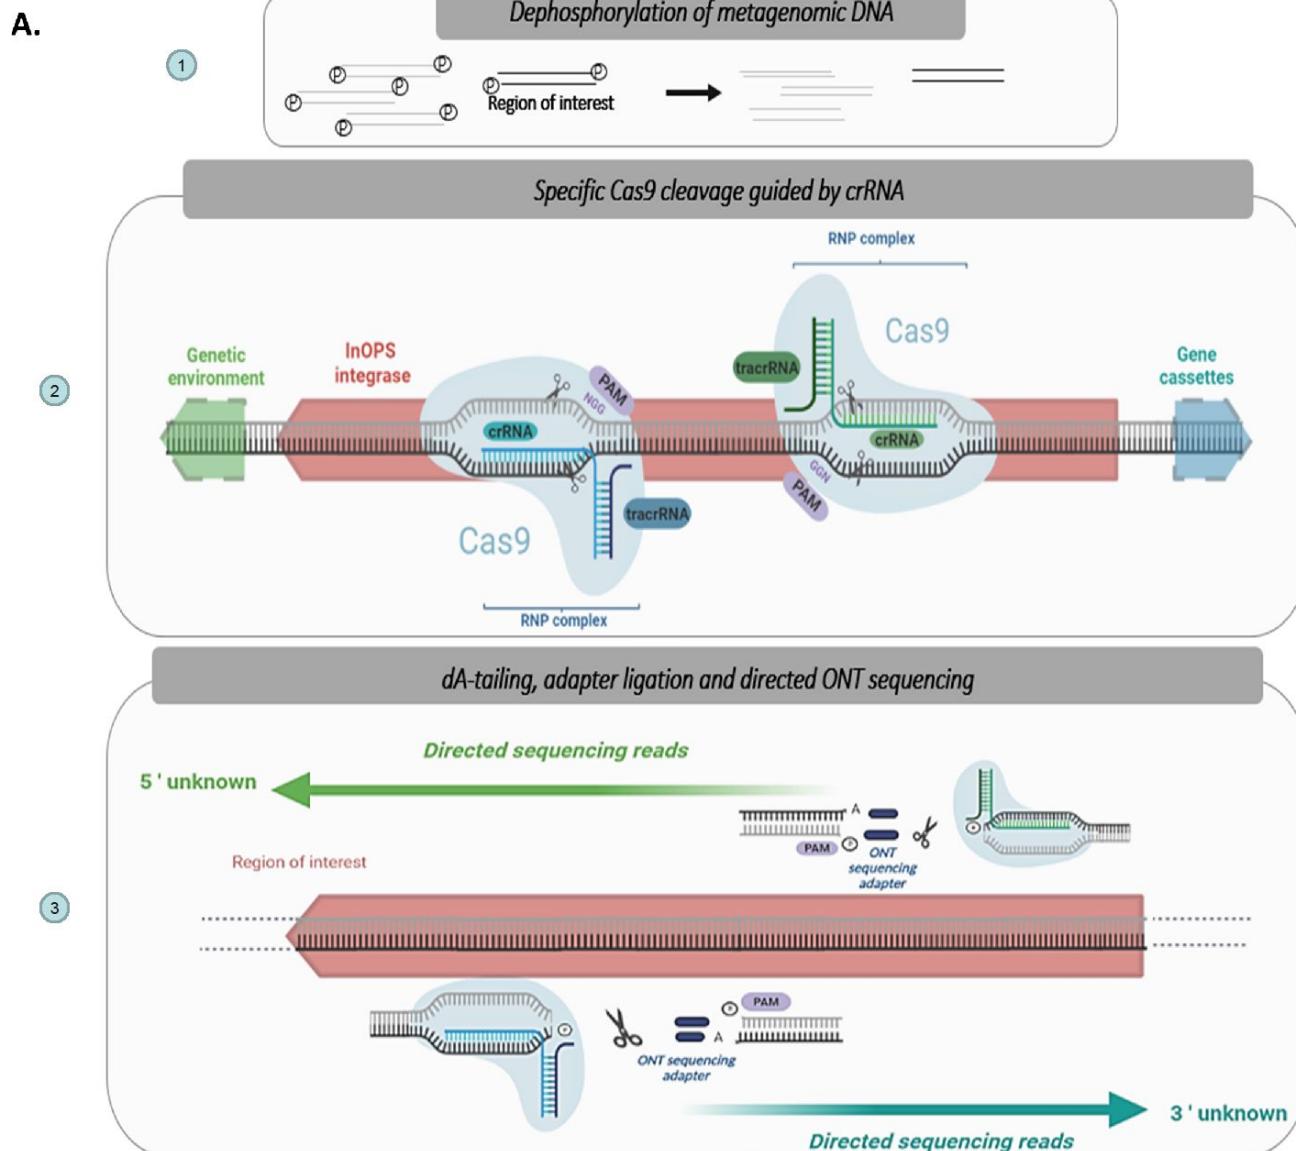 A.
Dephosphorylation of metagenomic DNA
1
P
P
P
P
P
P
P
P
Region of interest
Specific Cas9 cleavage guided by crRNA
2
RNP complex
Cas9
tracrRNA
Genetic
environment
InOPS
integrase
PAM
NGG
Gene
cassettes
crRNA
crRNA
GGN
PAM
tracrRNA
Cas9
RNP complex
dA-tailing, adapter ligation and directed ONT sequencing
3
Directed sequencing reads
5 ' unknown
A
PAM
P
ONT
sequencing
adapter
Region of interest
PAM
A
ONT sequencing
adapter
3 ' unknown
Directed sequencing reads